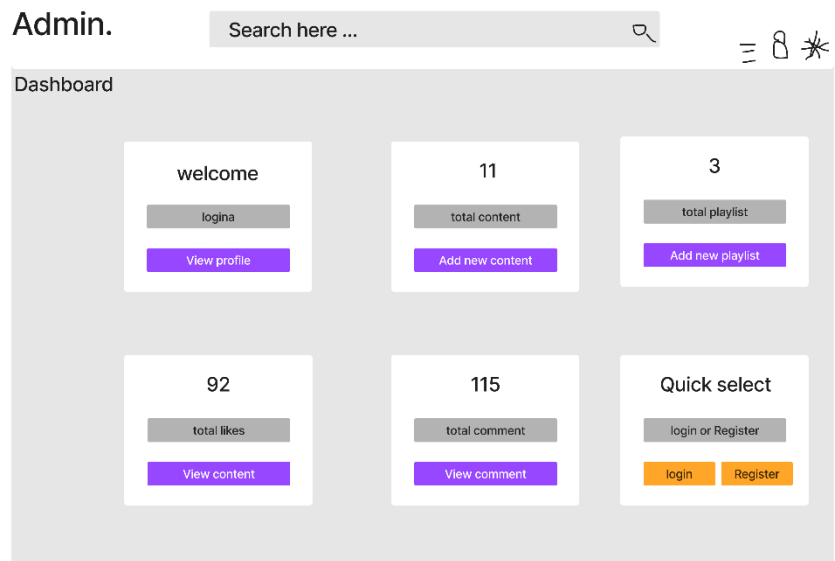 Admin.
Search here ...
Dashboard
welcome
logina
View profile
11
total content
Add new content
3
total playlist
Add new playlist
92
total likes
View content
115
total comment
View comment
Quick select
login or Register
login
Register